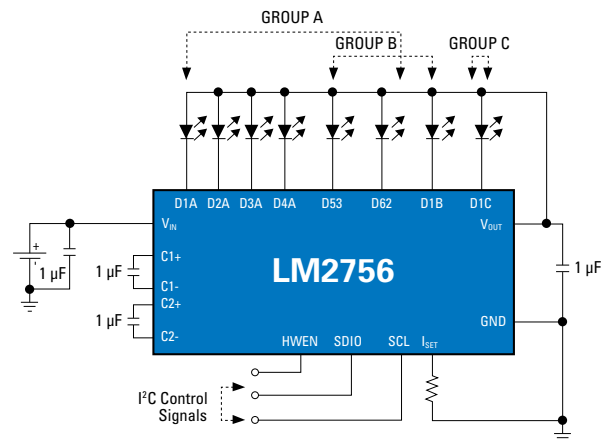 GROUP A
GROUP B
GROUP C
D1A D2A D3A D4A D53 D62 D1B D1C
VIN
VOUT
+
-
1 µF
C1+
1 µF
C1-
C2+
1 µF
C2-
LM2756
1 µF
GND
HWEN SDIO SCL ISET
I²C Control
Signals